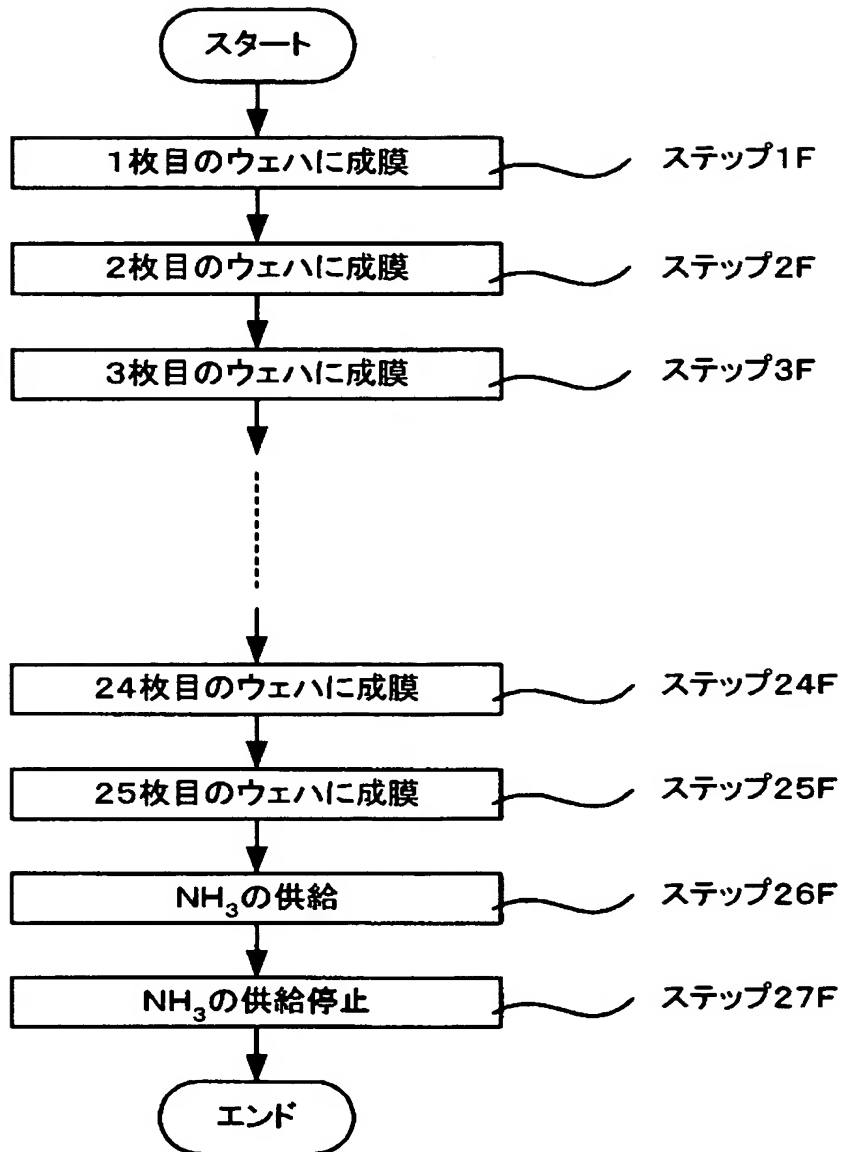 スタート
1枚目のウェハに成膜 ステップ1F
2枚目のウェハに成膜 ステップ2F
3枚目のウェハに成膜 ステップ3F
24枚目のウェハに成膜 ステップ24F
25枚目のウェハに成膜 ステップ25F
NH₃の供給 ステップ26F
NH₃の供給停止 ステップ27F
エンド